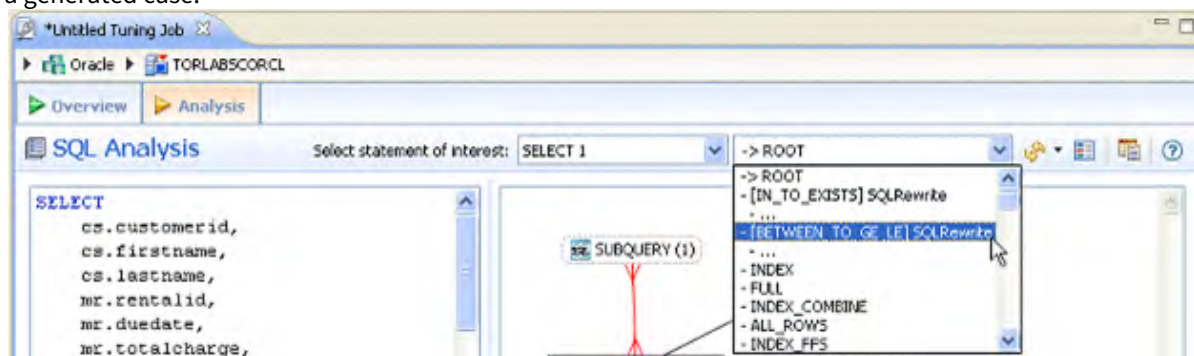 a generated case.
*Untitled Tuning Job
Oracle TORLABSCORCL
Overview Analysis
SQL Analysis Select statement of interest: SELECT 1 -> ROOT
-> ROOT
- [IN_TO_EXISTS] SQLRewrite
- ...
- [BETWEEN_TO_GE_LE] SQLRewrite
- ...
- INDEX
- FULL
- INDEX_COMBINE
- ALL_ROWS
- INDEX_FFS
SELECT
cs.customerid,
cs.firstname,
cs.lastname,
mr.rentalid,
mr.duedate,
mr.totalcharge,
SUBQUERY (1)